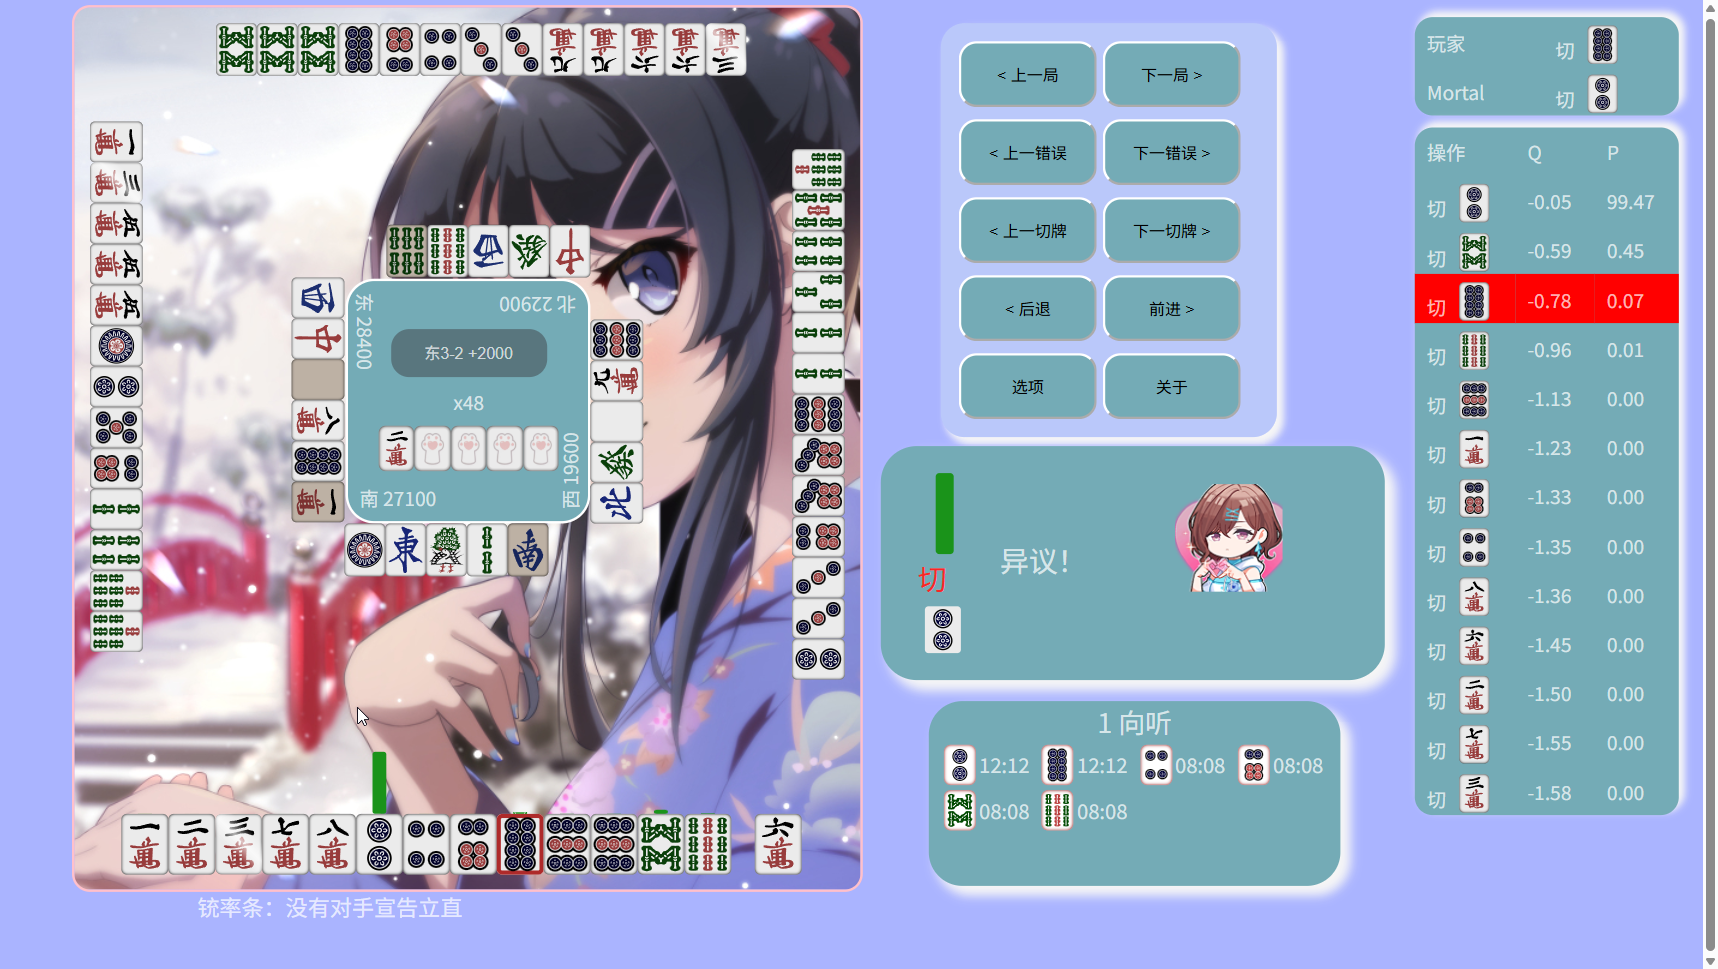 北 22900
东 28400
东3-2 +2000
x48
南 27100
西 19600
铳率条：没有对手宣告立直
< 上一局
下一局 >
< 上一错误
下一错误 >
< 上一切牌
下一切牌 >
< 后退
前进 >
选项
关于
切
异议！
1 向听
12:12 12:12 08:08 08:08
08:08 08:08
玩家 切
Mortal 切
操作 Q P
切 -0.05 99.47
切 -0.59 0.45
切 -0.78 0.07
切 -0.96 0.01
切 -1.13 0.00
切 -1.23 0.00
切 -1.33 0.00
切 -1.35 0.00
切 -1.36 0.00
切 -1.45 0.00
切 -1.50 0.00
切 -1.55 0.00
切 -1.58 0.00